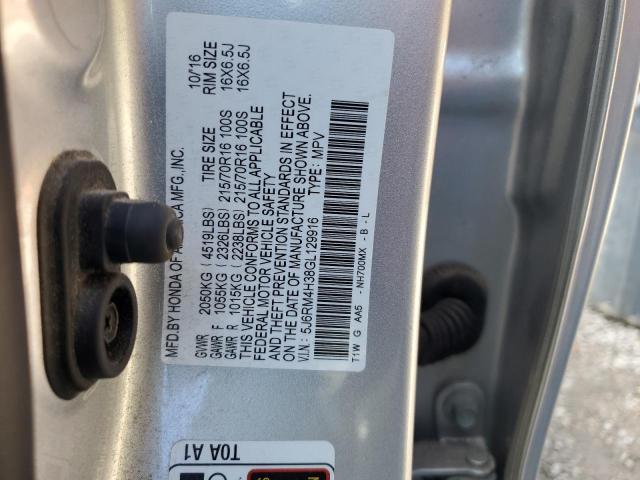 MFD.BY HONDA OF A ICA MFG.,INC. 10/16
GVWR 2050KG (4519LBS) TIRE SIZE RIM SIZE
GAWR F 1055KG (2326LBS) 215/70R16 100S 16X6.5J
GAWR R 1015KG (2238LBS) 215/70R16 100S 16X6.5J
THIS VEHICLE CONFORMS TO ALL APPLICABLE
FEDERAL MOTOR VEHICLE SAFETY
AND THEFT PREVENTION STANDARDS IN EFFECT
ON THE DATE OF MANUFACTURE SHOWN ABOVE.
V.I.N.: 5J6RM4H38GL129916 TYPE: MPV
T1W G AA5 - NH700MX - B - L
T0A A1